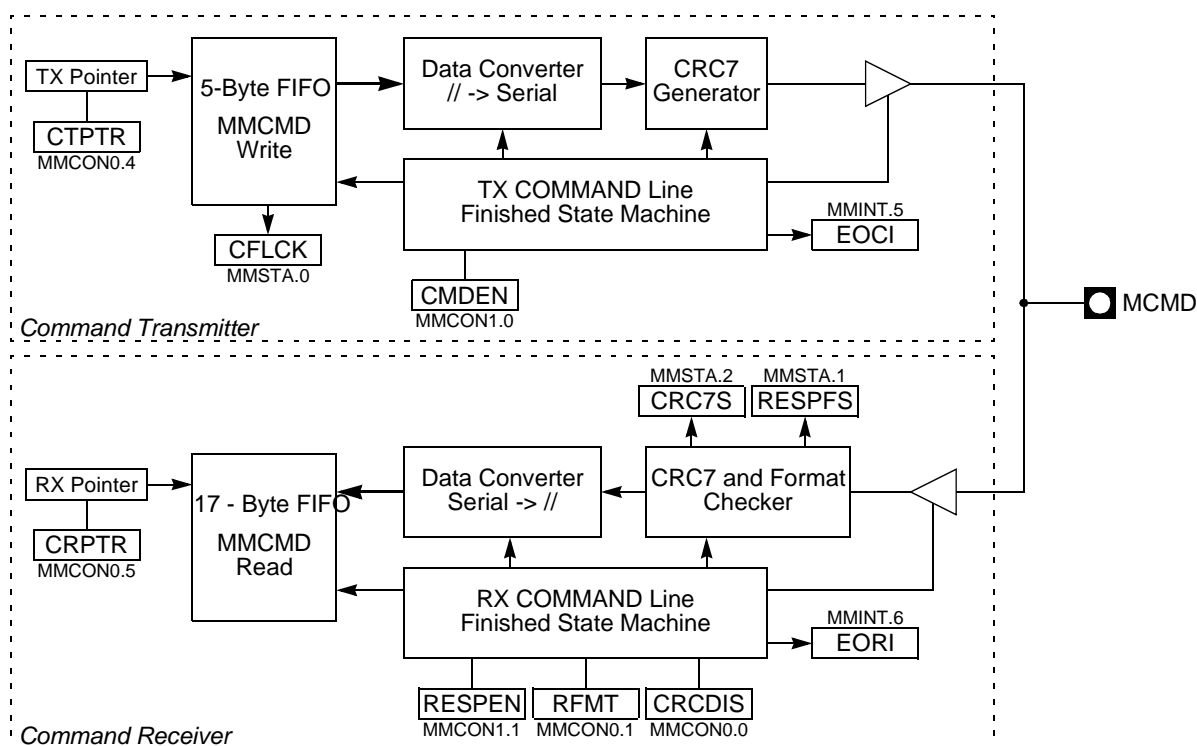 TX Pointer
CTPTR
MMCON0.4
5-Byte FIFO
MMCMD
Write
CFLCK
MMSTA.0
Data Converter
// -> Serial
CRC7
Generator
TX COMMAND Line
Finished State Machine
CMDEN
MMCON1.0
MMINT.5
EOCI
Command Transmitter
MCMD
MMSTA.2
CRC7S
MMSTA.1
RESPFS
RX Pointer
CRPTR
MMCON0.5
17 - Byte FIFO
MMCMD
Read
Data Converter
Serial -> //
CRC7 and Format
Checker
RX COMMAND Line
Finished State Machine
MMINT.6
EORI
RESPEN
MMCON1.1
RFMT
MMCON0.1
CRCDIS
MMCON0.0
Command Receiver